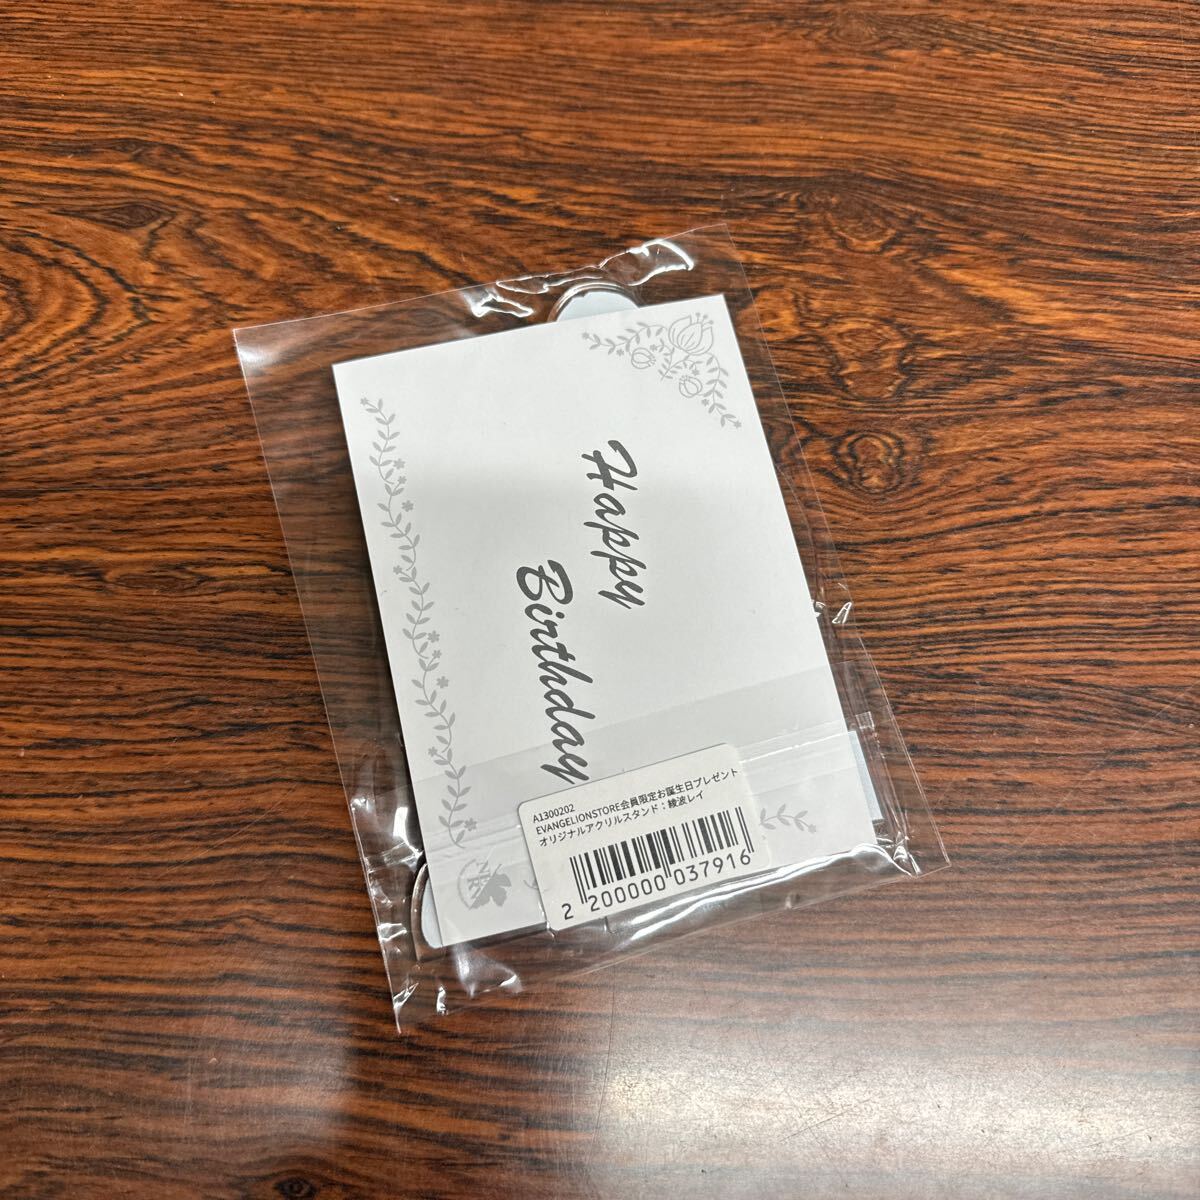 Happy
Birthday
A1300202
EVANGELIONSTORE会員限定お誕生日プレゼント
オリジナルアクリルスタンド：綾波レイ
2 200000 037916